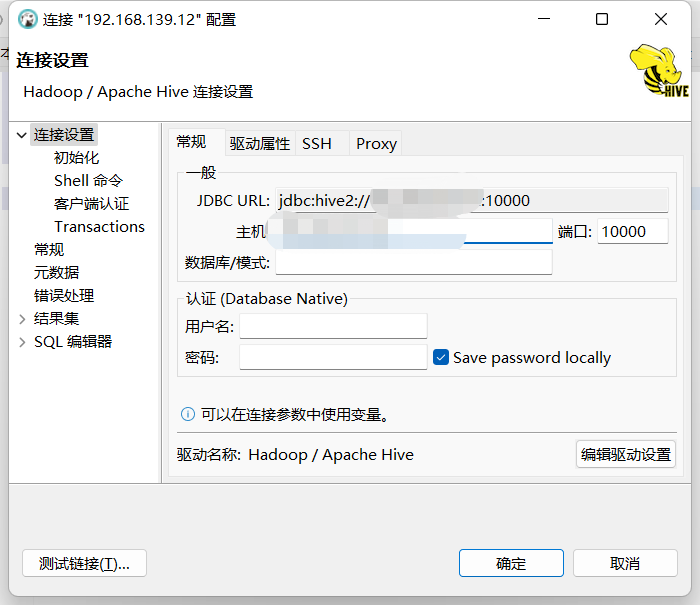 连接 "192.168.139.12" 配置
连接设置
Hadoop / Apache Hive 连接设置
HIVE
连接设置
初始化
Shell 命令
客户端认证
Transactions
常规
元数据
错误处理
结果集
SQL 编辑器
常规 驱动属性 SSH Proxy
一般
JDBC URL: jdbc:hive2:// :10000
主机 端口: 10000
数据库/模式:
认证 (Database Native)
用户名:
密码: Save password locally
可以在连接参数中使用变量。
驱动名称: Hadoop / Apache Hive 编辑驱动设置
测试链接(T)... 确定 取消